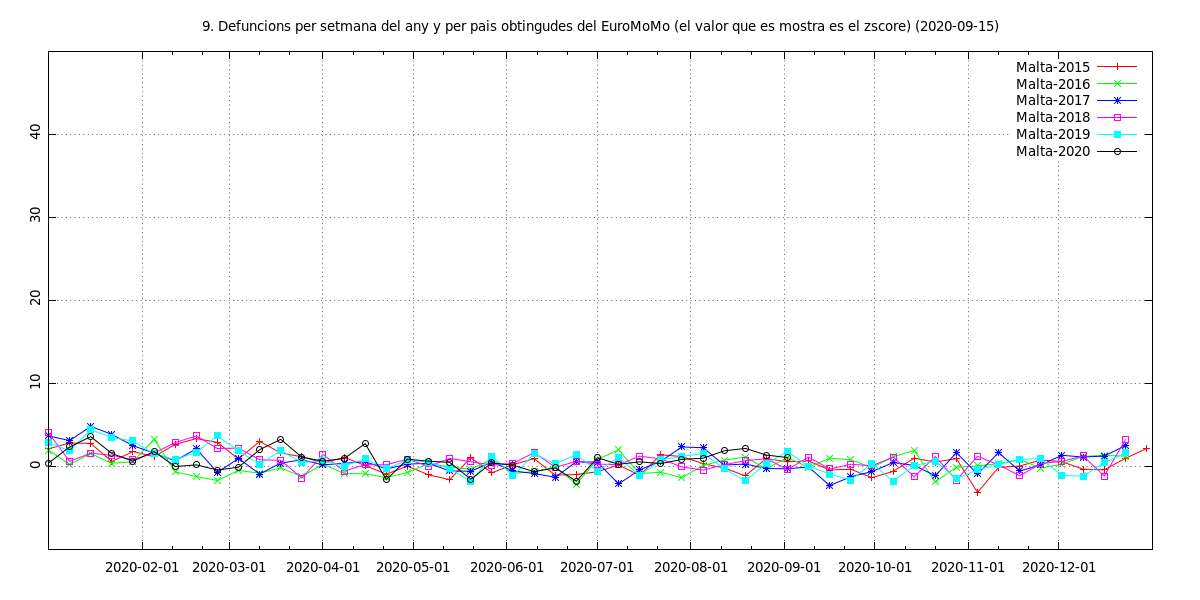 9. Defuncions per setmana del any y per pais obtingudes del EuroMoMo (el valor que es mostra es el zscore) (2020-09-15)
Malta-2015
Malta-2016
Malta-2017
Malta-2018
Malta-2019
Malta-2020
40
30
20
10
0
2020-02-01 2020-03-01 2020-04-01 2020-05-01 2020-06-01 2020-07-01 2020-08-01 2020-09-01 2020-10-01 2020-11-01 2020-12-01